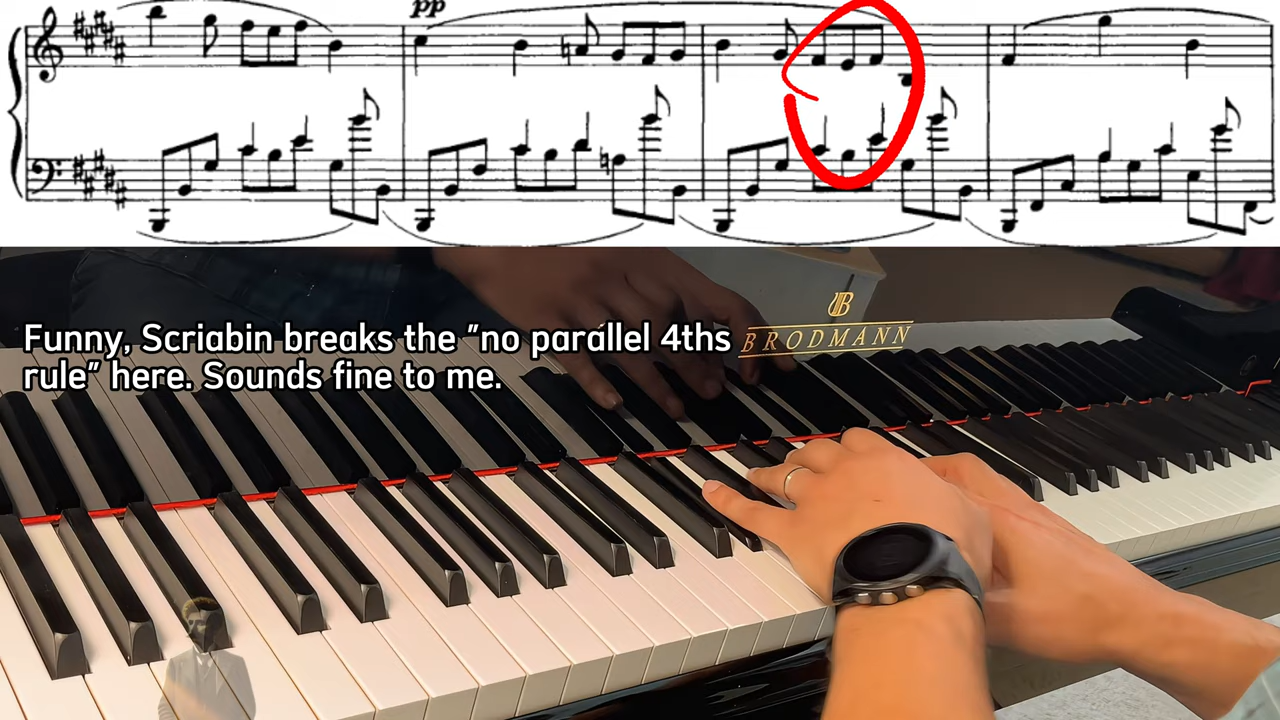 pp
BRODMANN
Funny, Scriabin breaks the "no parallel 4ths
rule" here. Sounds fine to me.